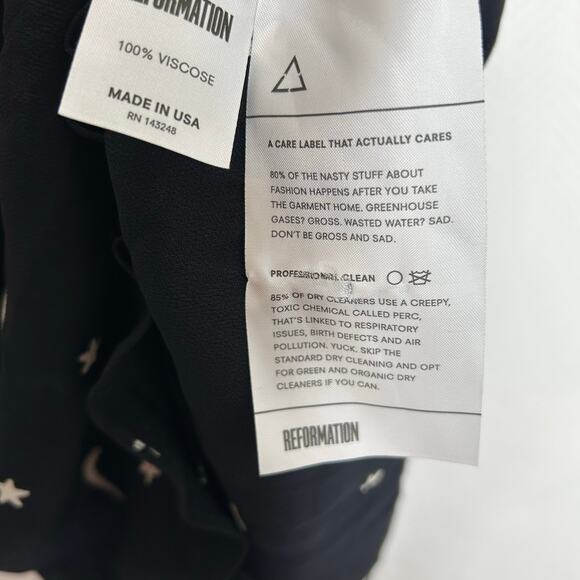 REFORMATION
100% VISCOSE
MADE IN USA
RN 143248
A CARE LABEL THAT ACTUALLY CARES
80% OF THE NASTY STUFF ABOUT
FASHION HAPPENS AFTER YOU TAKE
THE GARMENT HOME. GREENHOUSE
GASES? GROSS. WASTED WATER? SAD.
DON'T BE GROSS AND SAD.
PROFESSIONAL CLEAN
85% OF DRY CLEANERS USE A CREEPY,
TOXIC CHEMICAL CALLED PERC,
THAT'S LINKED TO RESPIRATORY
ISSUES, BIRTH DEFECTS AND AIR
POLLUTION. YUCK. SKIP THE
STANDARD DRY CLEANING AND OPT
FOR GREEN AND ORGANIC DRY
CLEANERS IF YOU CAN.
REFORMATION